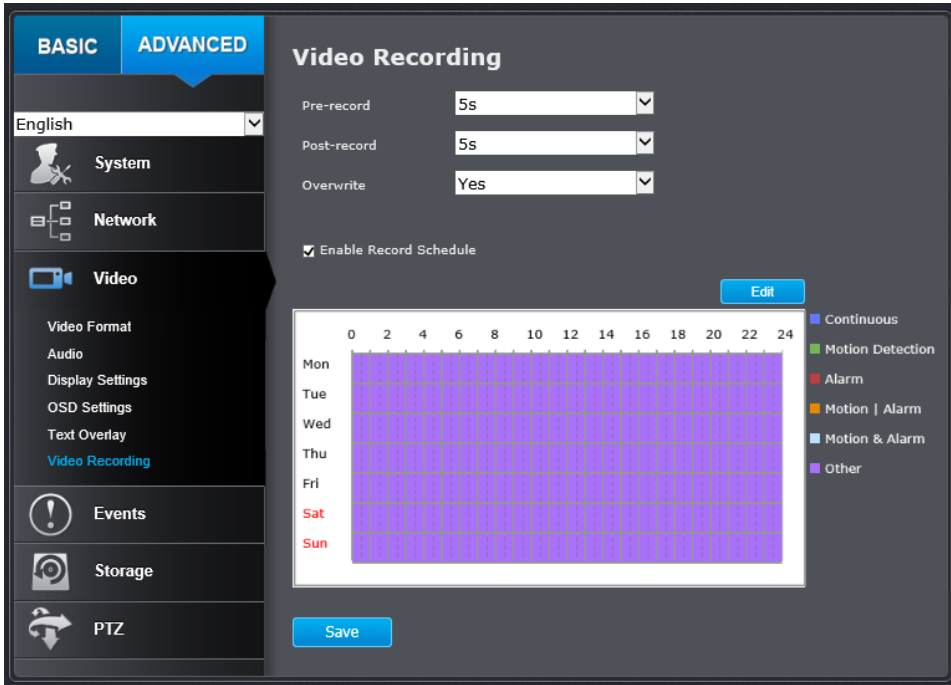 BASIC ADVANCED
English
System
Network
Video
Video Format
Audio
Display Settings
OSD Settings
Text Overlay
Video Recording
Events
Storage
PTZ
Video Recording
Pre-record 5s
Post-record 5s
Overwrite Yes
Enable Record Schedule
Edit
0 2 4 6 8 10 12 14 16 18 20 22 24
Mon
Tue
Wed
Thu
Fri
Sat
Sun
Continuous
Motion Detection
Alarm
Motion | Alarm
Motion & Alarm
Other
Save